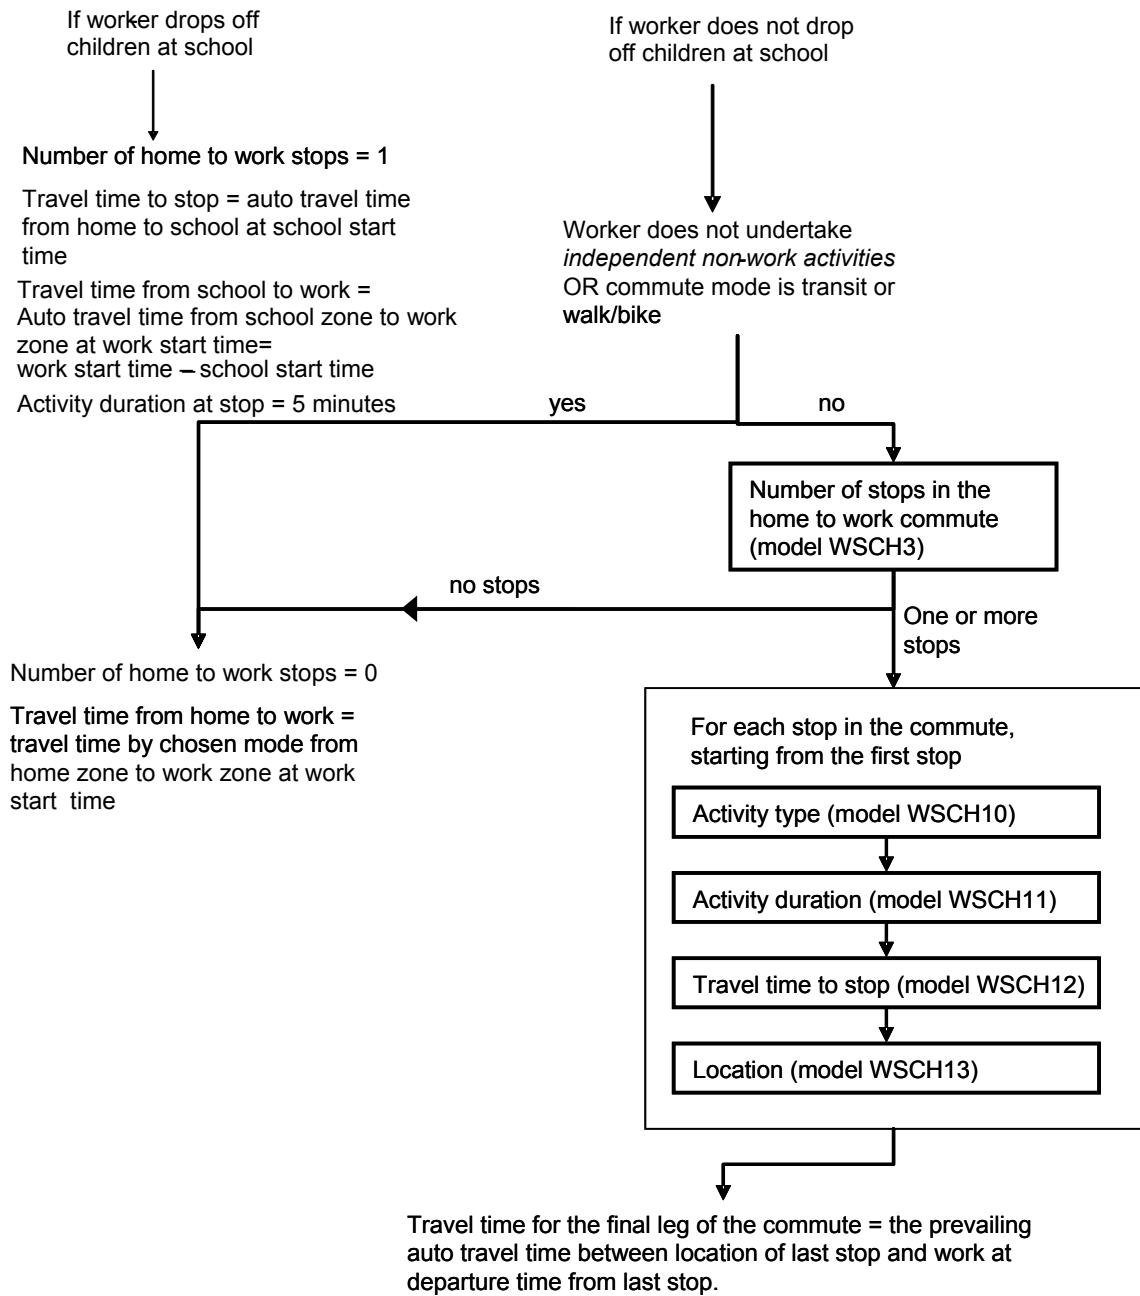 If worker drops off
children at school
Number of home to work stops = 1
Travel time to stop = auto travel time
from home to school at school start
time
Travel time from school to work =
Auto travel time from school zone to work
zone at work start time=
work start time – school start time
Activity duration at stop = 5 minutes
If worker does not drop
off children at school
Worker does not undertake
independent non-work activities
OR commute mode is transit or
walk/bike
yes
no
Number of stops in the
home to work commute
(model WSCH3)
no stops
One or more
stops
Number of home to work stops = 0
Travel time from home to work =
travel time by chosen mode from
home zone to work zone at work
start time
For each stop in the commute,
starting from the first stop
Activity type (model WSCH10)
Activity duration (model WSCH11)
Travel time to stop (model WSCH12)
Location (model WSCH13)
Travel time for the final leg of the commute = the prevailing
auto travel time between location of last stop and work at
departure time from last stop.